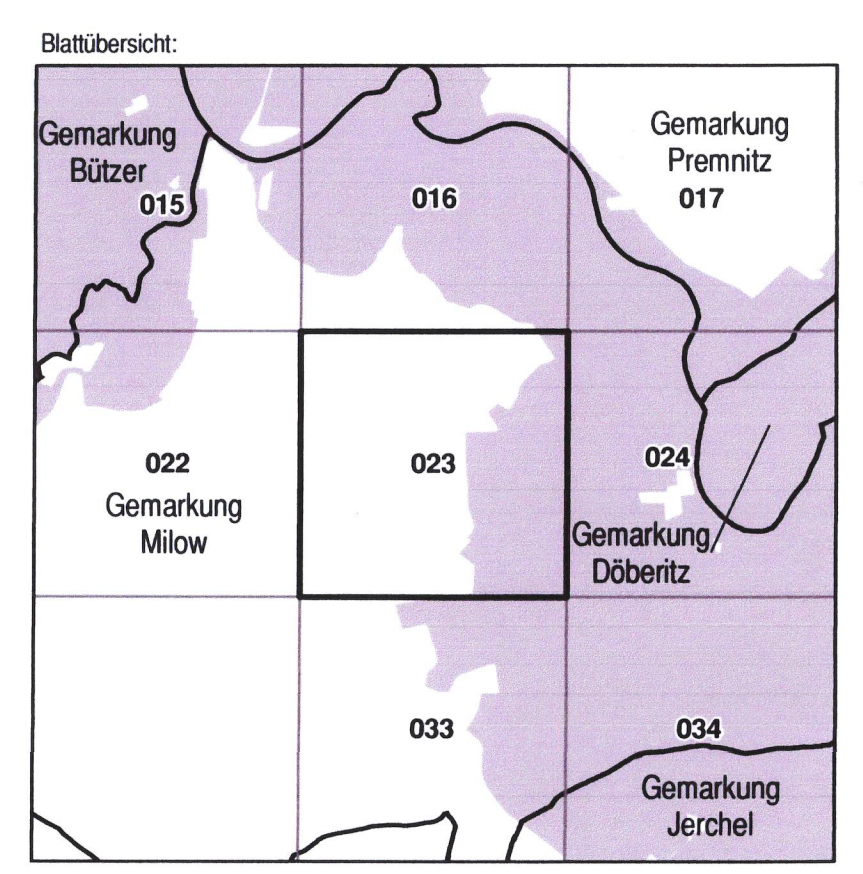 Blattübersicht:
Gemarkung
Bützer
015
016
Gemarkung
Premnitz
017
022
Gemarkung
Milow
023
024
Gemarkung
Döberitz
033
034
Gemarkung
Jerchel